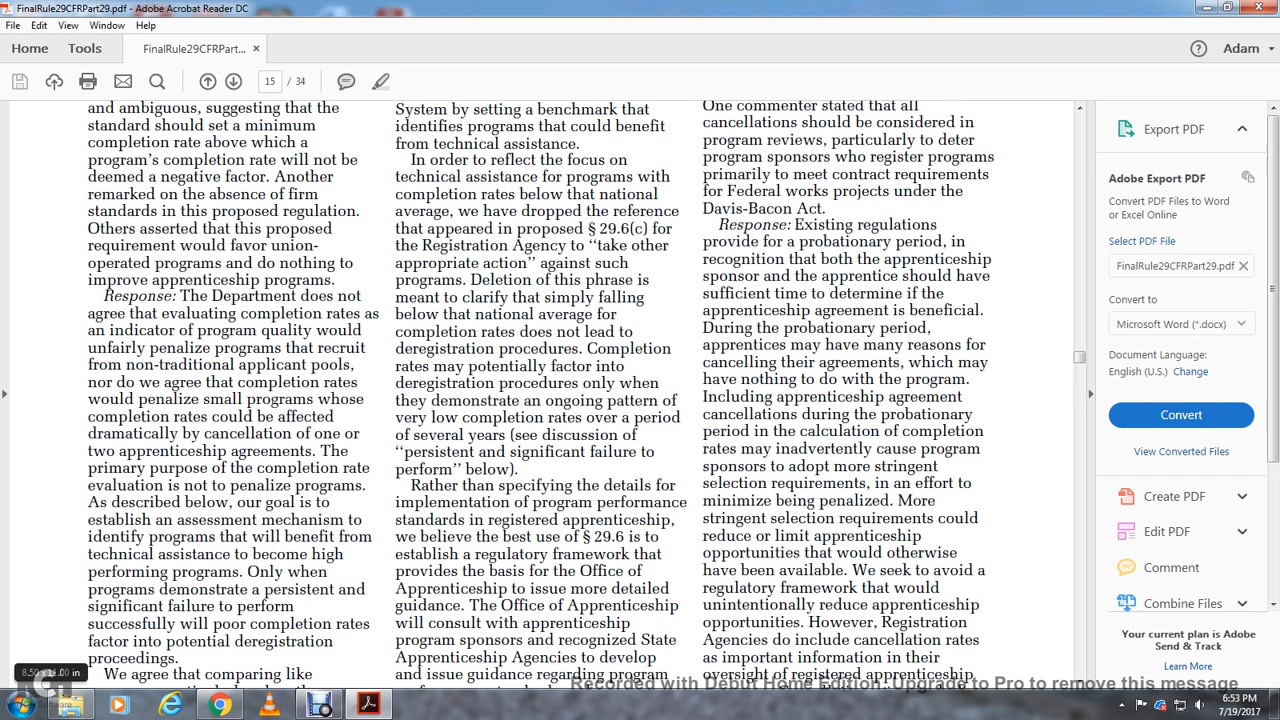 FinalRule29CFRPart29.pdf - Adobe Acrobat Reader DC
File Edit View Window Help
Home Tools FinalRule29CFRPart... × Adam
15 / 34
and ambiguous, suggesting that the
standard should set a minimum
completion rate above which a
program's completion rate will not be
deemed a negative factor. Another
remarked on the absence of firm
standards in this proposed regulation.
Others asserted that this proposed
requirement would favor union-
operated programs and do nothing to
improve apprenticeship programs.
Response: The Department does not
agree that evaluating completion rates as
an indicator of program quality would
unfairly penalize programs that recruit
from non-traditional applicant pools,
nor do we agree that completion rates
would penalize small programs whose
completion rates could be affected
dramatically by cancellation of one or
two apprenticeship agreements. The
primary purpose of the completion rate
evaluation is not to penalize programs.
As described below, our goal is to
establish an assessment mechanism to
identify programs that will benefit from
technical assistance to become high
performing programs. Only when
programs demonstrate a persistent and
significant failure to perform
successfully will poor completion rates
factor into potential deregistration
proceedings.
We agree that comparing like
System by setting a benchmark that
identifies programs that could benefit
from technical assistance.
In order to reflect the focus on
technical assistance for programs with
completion rates below that national
average, we have dropped the reference
that appeared in proposed § 29.6(c) for
the Registration Agency to ‘‘take other
appropriate action’’ against such
programs. Deletion of this phrase is
meant to clarify that simply falling
below that national average for
completion rates does not lead to
deregistration procedures. Completion
rates may potentially factor into
deregistration procedures only when
they demonstrate an ongoing pattern of
very low completion rates over a period
of several years (see discussion of
‘‘persistent and significant failure to
perform’’ below).
Rather than specifying the details for
implementation of program performance
standards in registered apprenticeship,
we believe the best use of § 29.6 is to
establish a regulatory framework that
provides the basis for the Office of
Apprenticeship to issue more detailed
guidance. The Office of Apprenticeship
will consult with apprenticeship
program sponsors and recognized State
Apprenticeship Agencies to develop
and issue guidance regarding program
One commenter stated that all
cancellations should be considered in
program reviews, particularly to deter
program sponsors who register programs
primarily to meet contract requirements
for Federal works projects under the
Davis-Bacon Act.
Response: Existing regulations
provide for a probationary period, in
recognition that both the apprenticeship
sponsor and the apprentice should have
sufficient time to determine if the
apprenticeship agreement is beneficial.
During the probationary period,
apprentices may have many reasons for
cancelling their agreements, which may
have nothing to do with the program.
Including apprenticeship agreement
cancellations during the probationary
period in the calculation of completion
rates may inadvertently cause program
sponsors to adopt more stringent
selection requirements, in an effort to
minimize being penalized. More
stringent selection requirements could
reduce or limit apprenticeship
opportunities that would otherwise
have been available. We seek to avoid a
regulatory framework that would
unintentionally reduce apprenticeship
opportunities. However, Registration
Agencies do include cancellation rates
as important information in their
oversight of registered apprenticeship
Export PDF
Adobe Export PDF
Convert PDF Files to Word
or Excel Online
Select PDF File
FinalRule29CFRPart29.pdf
Convert to
Microsoft Word (*.docx)
Document Language:
English (U.S.) Change
Convert
View Converted Files
Create PDF
Edit PDF
Comment
Combine Files
Your current plan is Adobe
Send & Track
Learn More
8.50 x 11.00 in
Software
Recorded with Debut Home Edition. Upgrade to Pro to remove this message
6:53 PM
7/19/2017